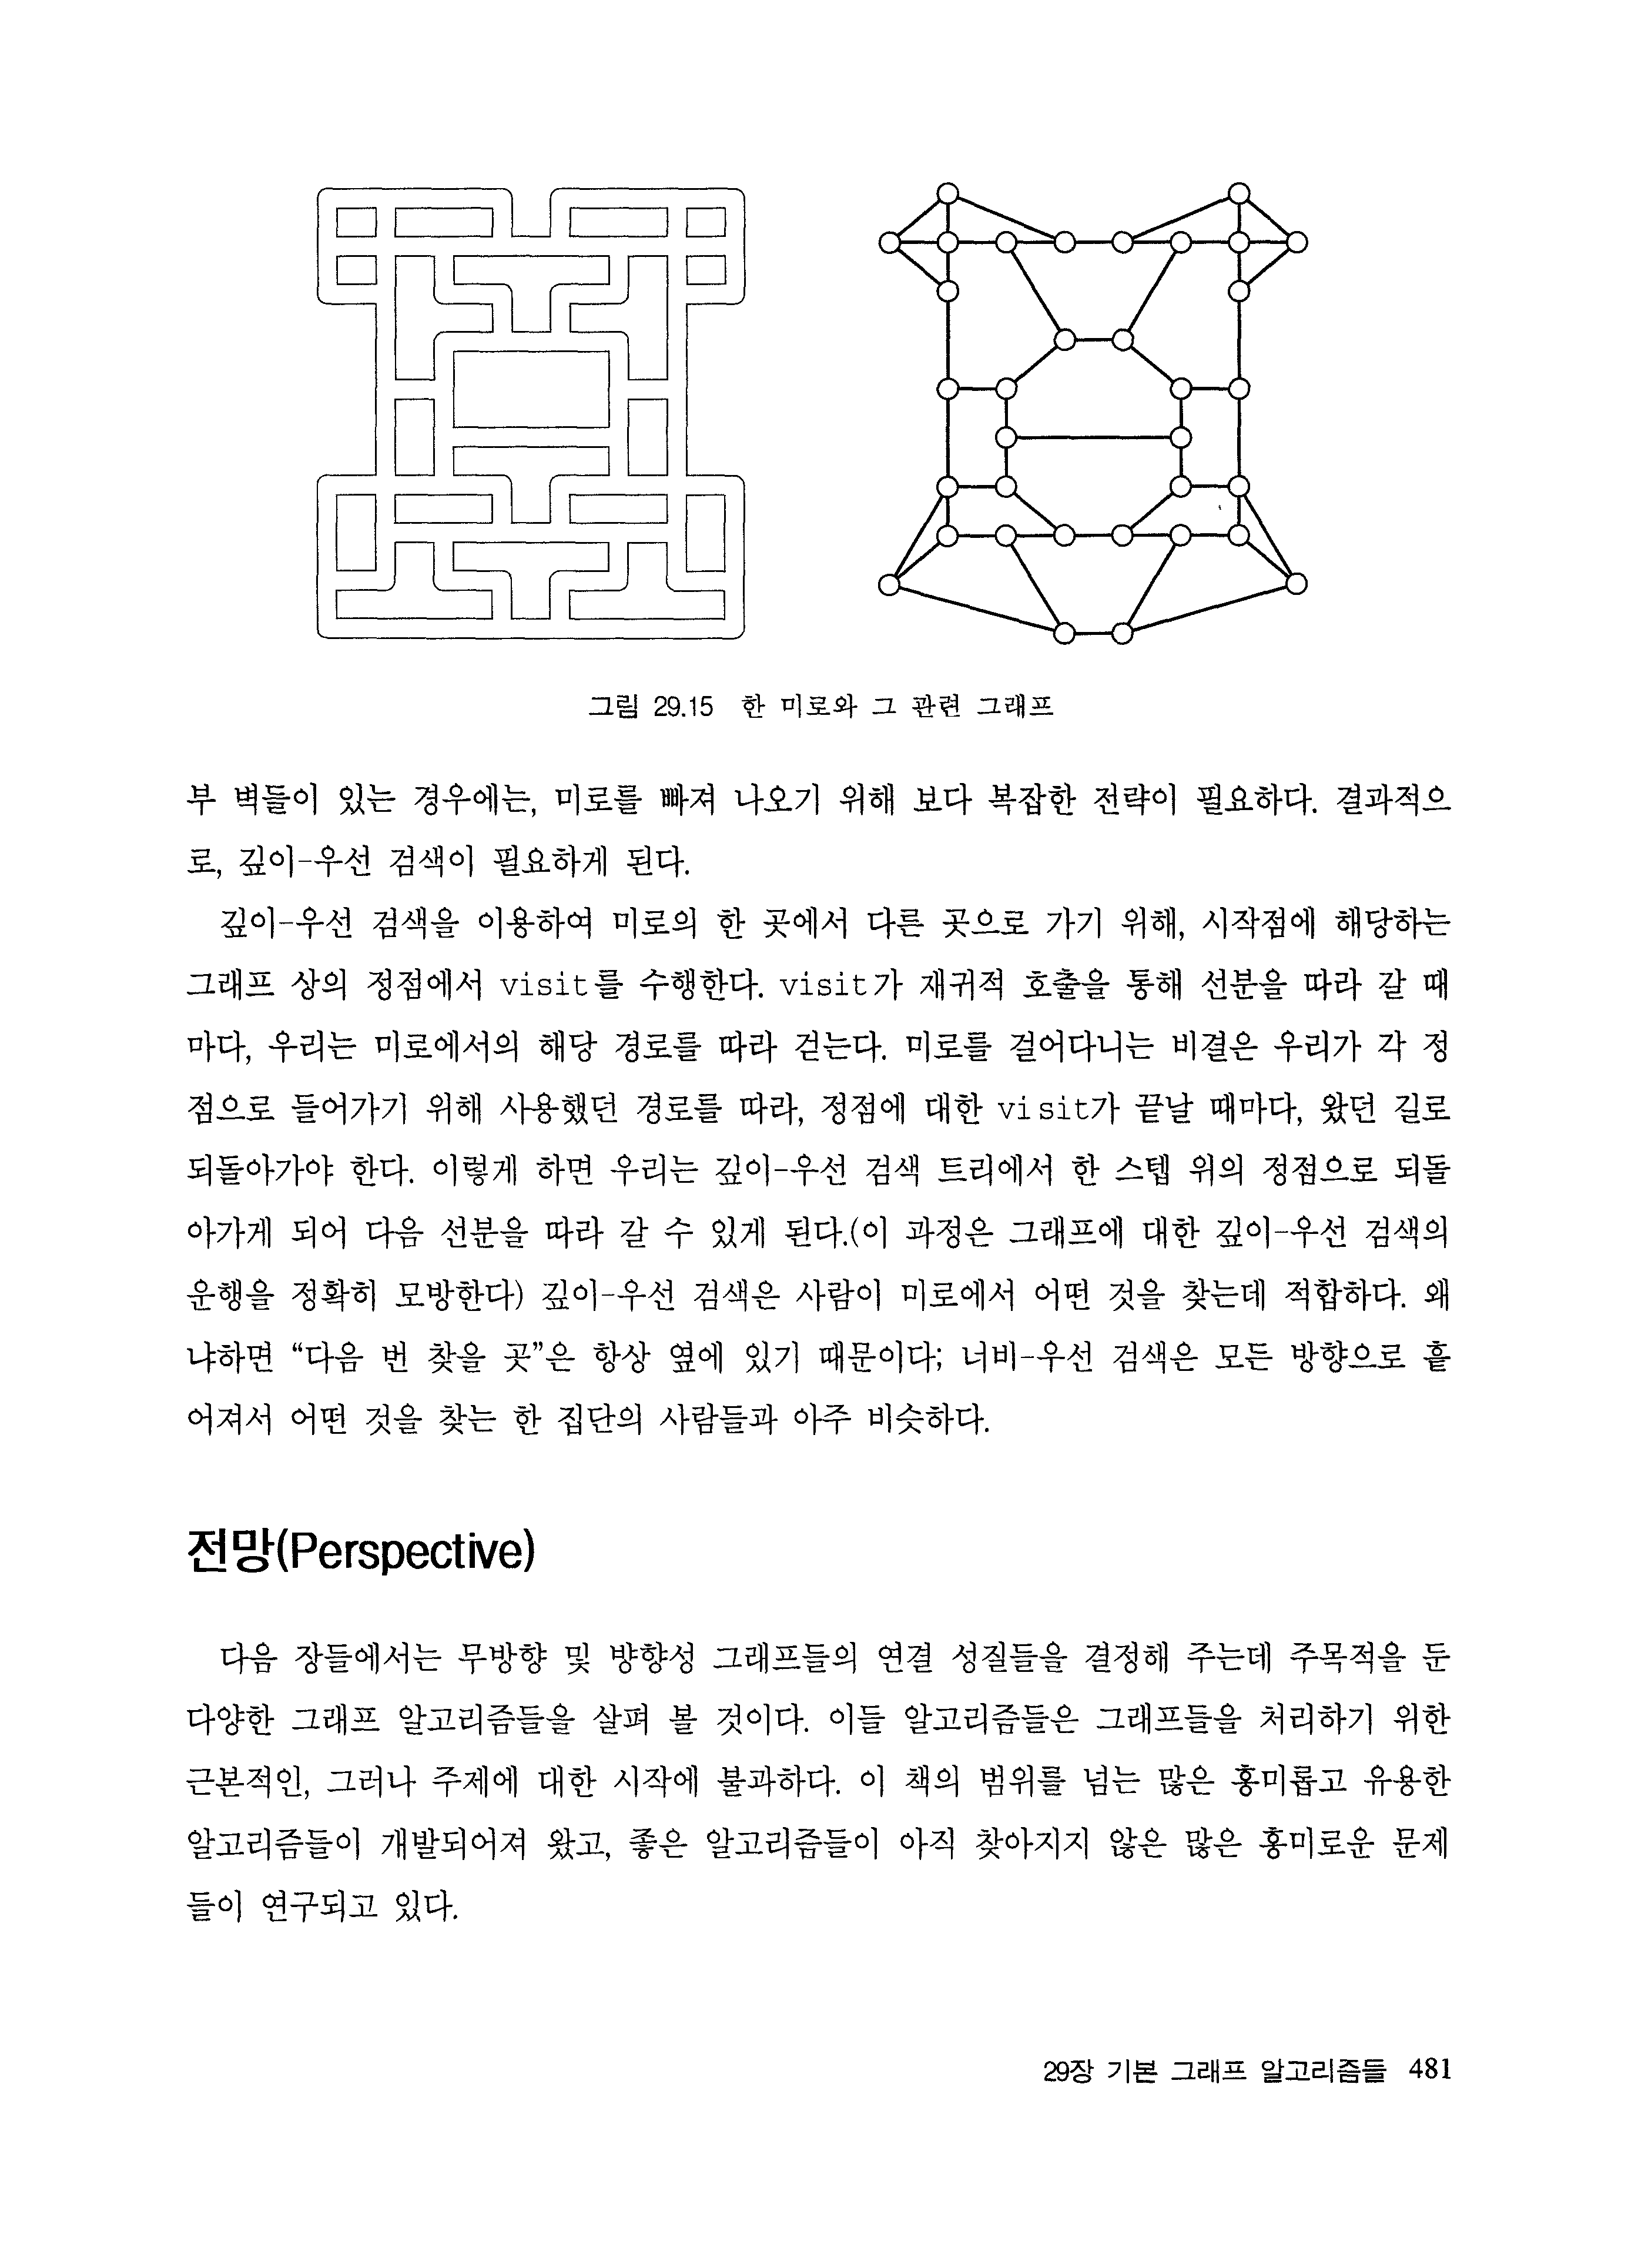 그림 29.15 한 미로와 그 관련 그래프
부 벽들이 있는 경우에는, 미로를 빠져 나오기 위해 보다 복잡한 전략이 필요하다. 결과적으
로, 깊이-우선 검색이 필요하게 된다.
깊이-우선 검색을 이용하여 미로의 한 곳에서 다른 곳으로 가기 위해, 시작점에 해당하는
그래프 상의 정점에서 visit를 수행한다. visit가 재귀적 호출을 통해 선분을 따라 갈 때
마다, 우리는 미로에서의 해당 경로를 따라 걷는다. 미로를 걸어다니는 비결은 우리가 각 정
점으로 들어가기 위해 사용했던 경로를 따라, 정점에 대한 visit가 끝날 때마다, 왔던 길로
되돌아가야 한다. 이렇게 하면 우리는 깊이-우선 검색 트리에서 한 스텝 위의 정점으로 되돌
아가게 되어 다음 선분을 따라 갈 수 있게 된다.(이 과정은 그래프에 대한 깊이-우선 검색의
운행을 정확히 모방한다) 깊이-우선 검색은 사람이 미로에서 어떤 것을 찾는데 적합하다. 왜
냐하면 “다음 번 찾을 곳”은 항상 옆에 있기 때문이다; 너비-우선 검색은 모든 방향으로 흩
어져서 어떤 것을 찾는 한 집단의 사람들과 아주 비슷하다.
전망(Perspective)
다음 장들에서는 무방향 및 뱡향성 그래프들의 연결 성질들을 결정해 주는데 주목적을 둔
다양한 그래프 알고리즘들을 살펴 볼 것이다. 이들 알고리즘들은 그래프들을 처리하기 위한
근본적인, 그러나 주제에 대한 시작에 불과하다. 이 책의 범위를 넘는 많은 흥미롭고 유용한
알고리즘들이 개발되어져 왔고, 좋은 알고리즘들이 아직 찾아지지 않은 많은 흥미로운 문제
들이 연구되고 있다.
29장 기본 그래프 알고리즘들 481